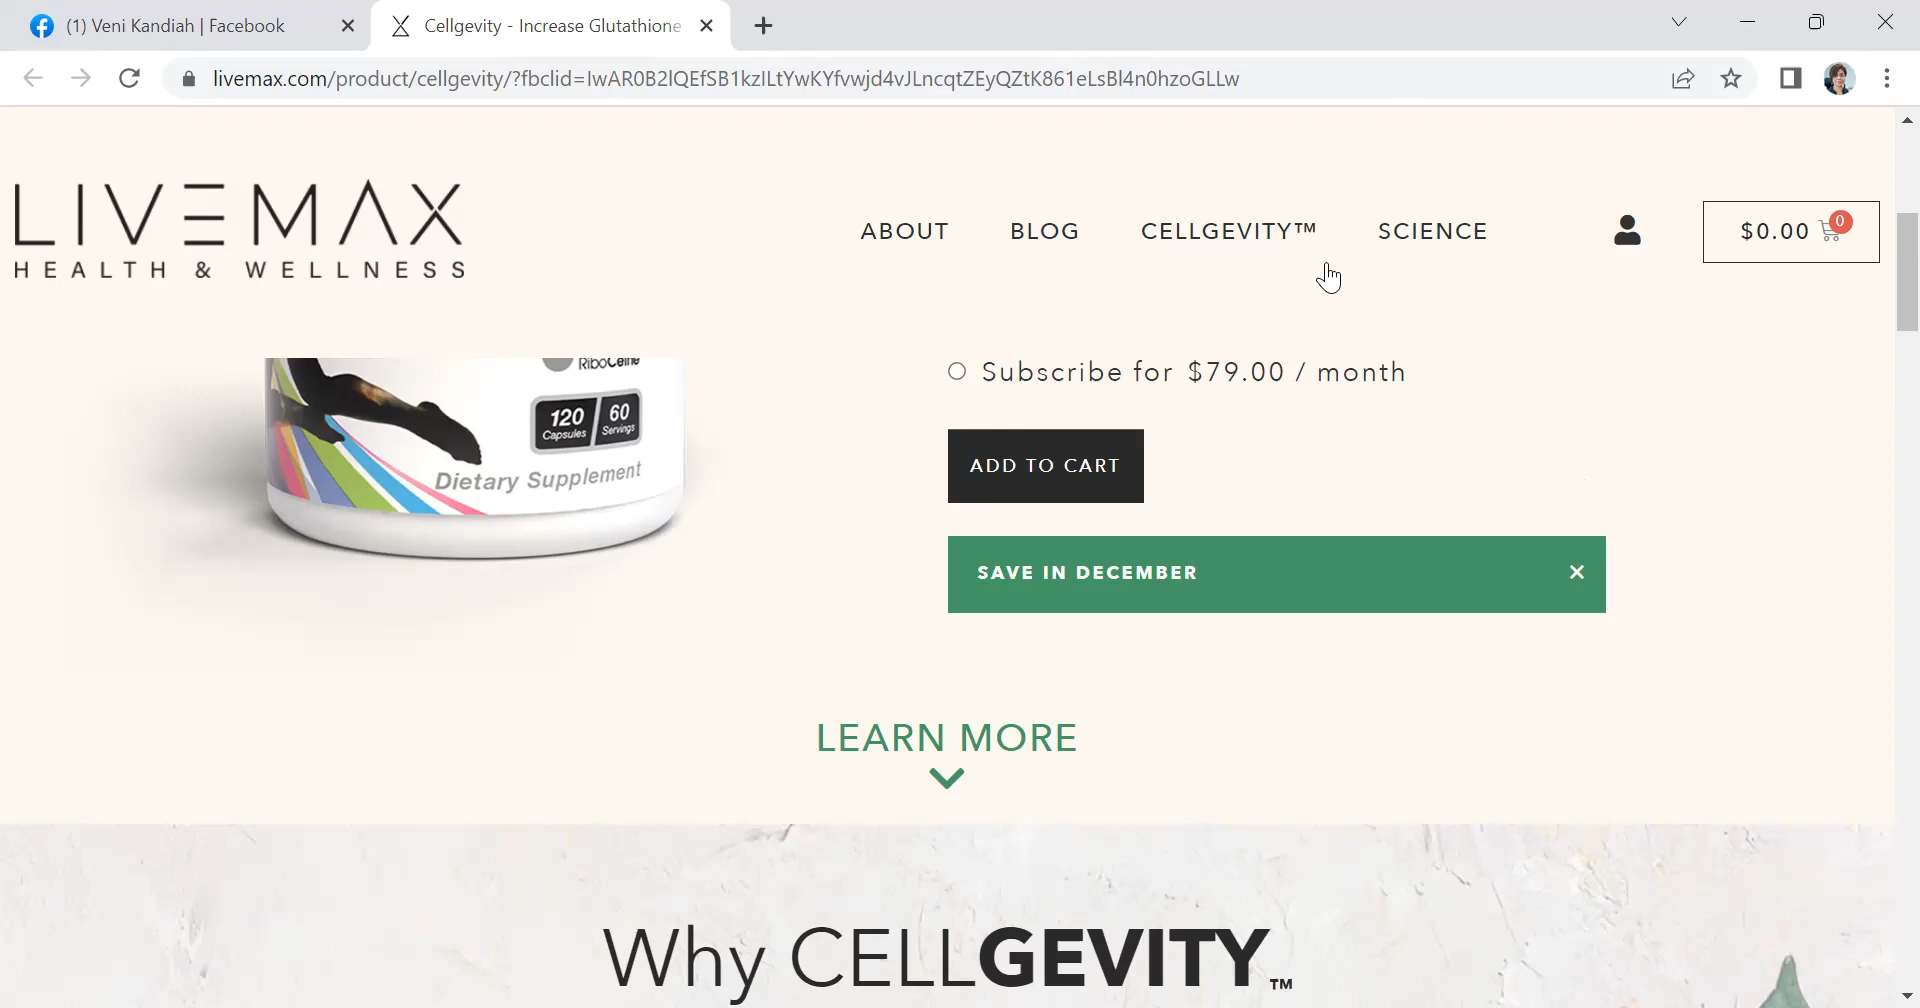 (1) Veni Kandiah | Facebook
Cellgevity - Increase Glutathione
livemax.com/product/cellgevity/?fbclid=IwAR0B2lQEfSB1kzILtYwKYfvwjd4vJLncqtZEyQZtK861eLsBl4n0hzoGLLw
LIVEMAX
HEALTH & WELLNESS
ABOUT
BLOG
CELLGEVITY™
SCIENCE
$0.00
0
RiboCeine
120 Capsules
60 Servings
Dietary Supplement
Subscribe for $79.00 / month
ADD TO CART
SAVE IN DECEMBER
LEARN MORE
Why CELLGEVITY™